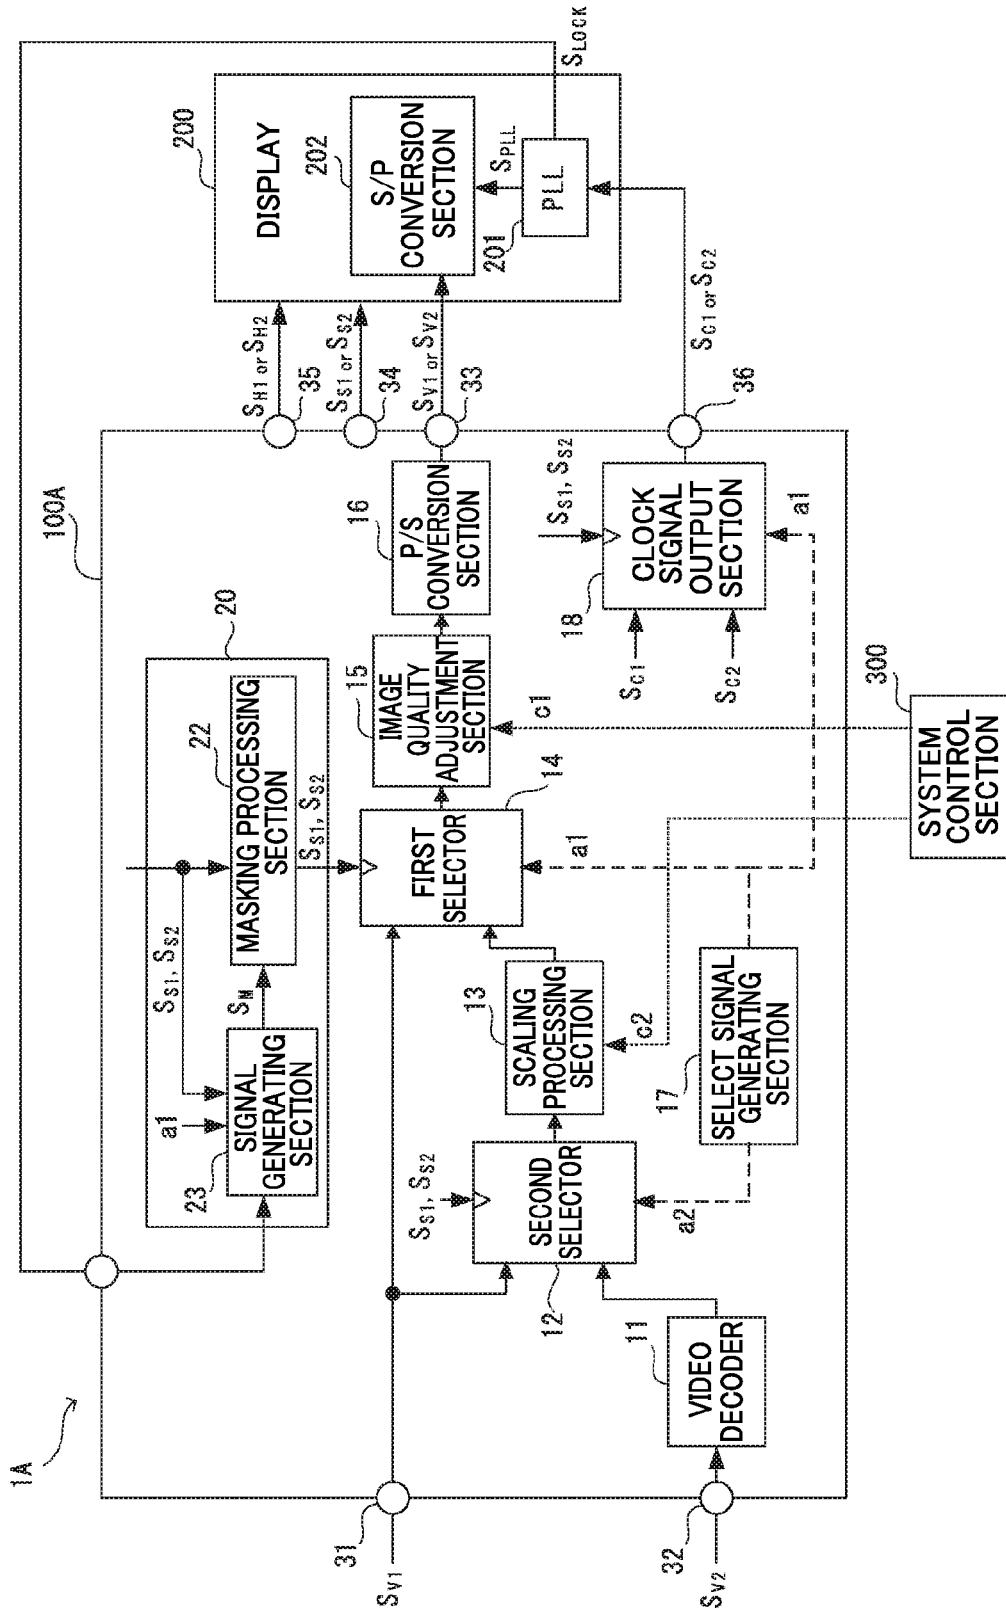 1A
100A
200
DISPLAY
202
S/P
CONVERSION
SECTION
SPLL
201
PLL
SLOCK
SH1 or SH2
35
SS1 or SS2
34
SV1 or SV2
33
SC1 or SC2
36
20
22
MASKING PROCESSING
SECTION
SS1, SS2
SS1, SS2
SM
a1
23
SIGNAL
GENERATING
SECTION
16
P/S
CONVERSION
SECTION
15
IMAGE
QUALITY
ADJUSTMENT
SECTION
c1
14
FIRST
SELECTOR
a1
13
SCALING
PROCESSING
SECTION
c2
SS1, SS2
12
SECOND
SELECTOR
a2
11
VIDEO
DECODER
17
SELECT SIGNAL
GENERATING
SECTION
SS1, SS2
18
CLOCK
SIGNAL
OUTPUT
SECTION
SC1
SC2
a1
300
SYSTEM
CONTROL
SECTION
31
SV1
32
SV2